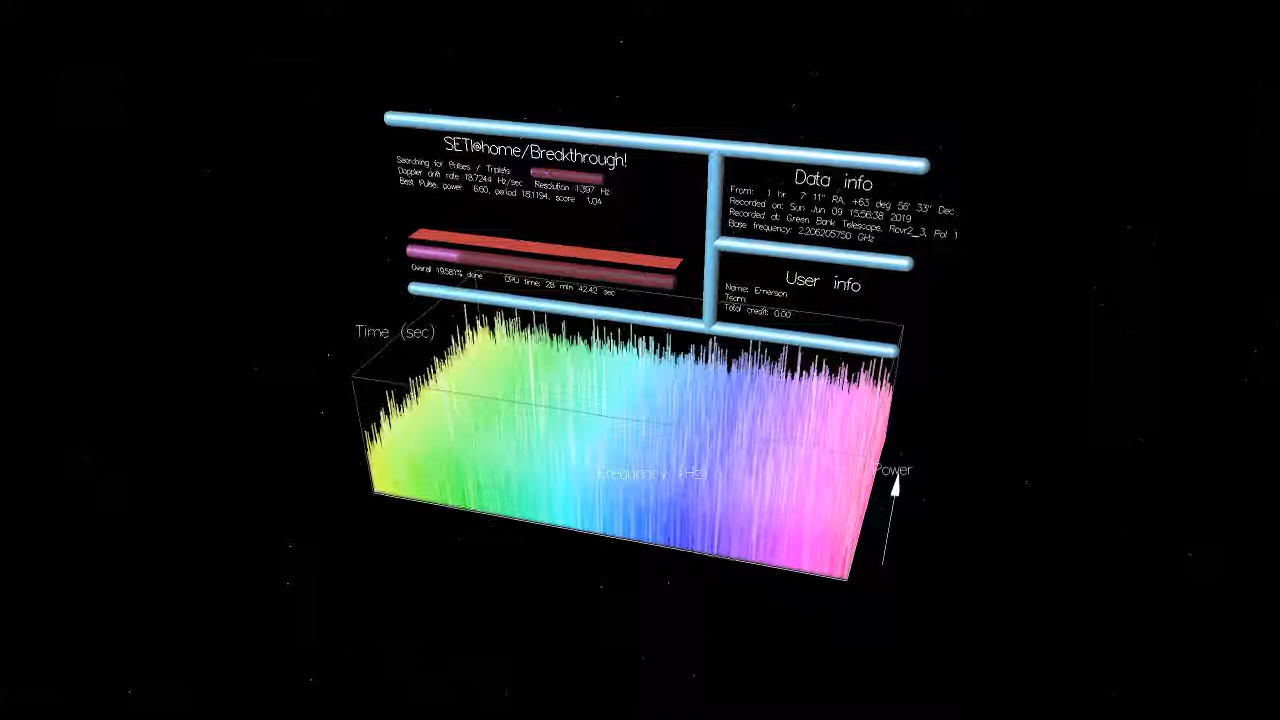 SETI@home/Breakthrough!
Searching for Pulses / Triplets
Doppler drift rate 18.7244 Hz/sec Resolution 1.397 Hz
Best Pulse, power 6.60, period 18.1194, score 1.04
Overall 19.581% done CPU time: 28 min 42.42 sec
Data info
From: 1 hr 7' 11" RA, +63 deg 56' 33" Dec
Recorded on: Sun Jun 09 15:56:38 2019
Recorded at: Green Bank Telescope, Rcvr2_3, Pol 1
Base frequency: 2.206205750 GHz
User info
Name: Emerson
Team:
Total credit: 0.00
Time (sec)
Frequency (Hz)
Power